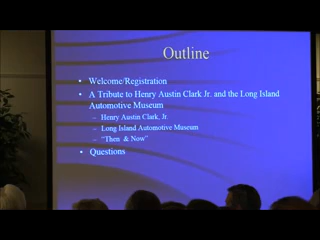 Outline
• Welcome/Registration
• A Tribute to Henry Austin Clark Jr. and the Long Island
Automotive Museum
– Henry Austin Clark, Jr
– Long Island Automotive Museum
– "Then & Now"
• Questions